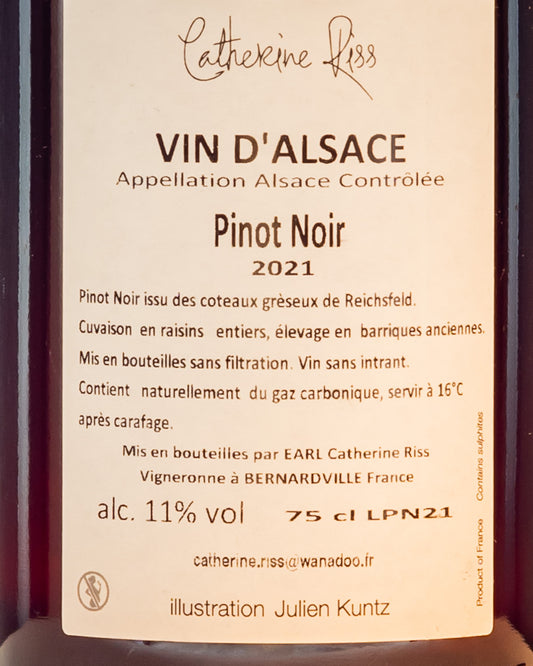 Catherine Riss
VIN D'ALSACE
Appellation Alsace Contrôlée
Pinot Noir
2021
Pinot Noir issu des coteaux grèseux de Reichsfeld.
Cuvaison en raisins entiers, élevage en barriques anciennes.
Mis en bouteilles sans filtration. Vin sans intrant.
Contient naturellement du gaz carbonique, servir à 16°C
après carafage.
Mis en bouteilles par EARL Catherine Riss
Vigneronne à BERNARDVILLE France
alc. 11% vol 75 cl LPN21
catherine.riss@wanadoo.fr
illustration Julien Kuntz
Product of France Contains sulphites